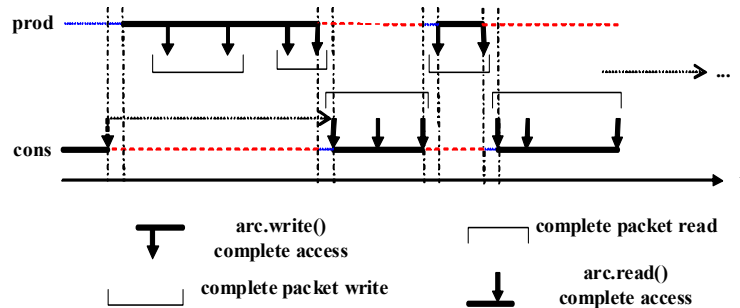 prod
...
cons
arc.write()
complete access
complete packet read
complete packet write
arc.read()
complete access